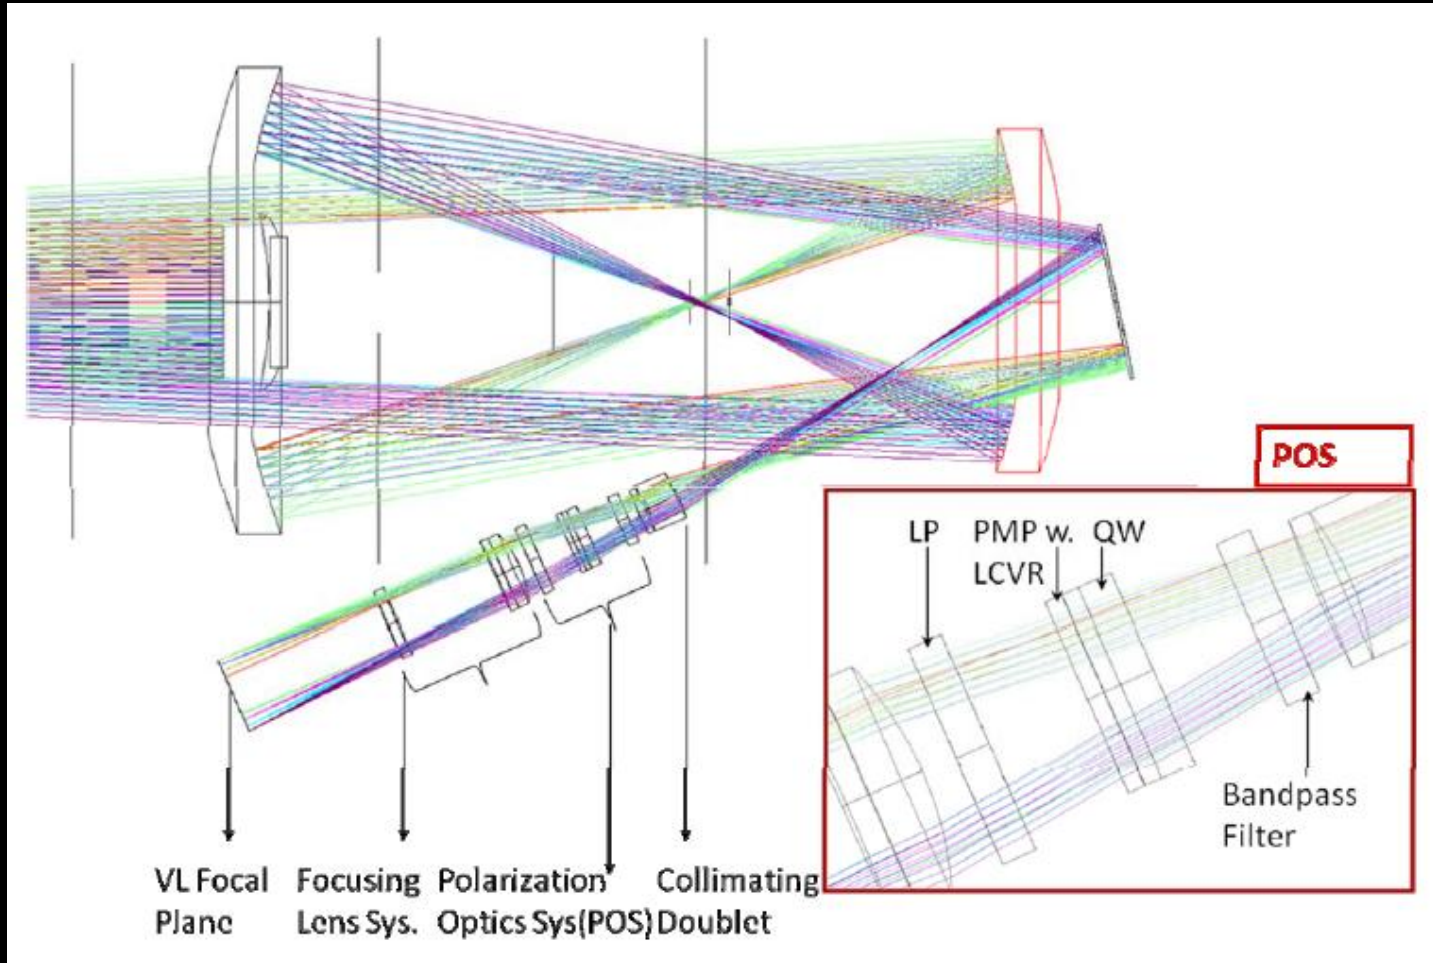 POS
LP
PMP w.
LCVR
QW
Bandpass
Filter
VL Focal
Plane
Focusing
Lens Sys.
Polarization
Optics Sys(POS)
Collimating
Doublet